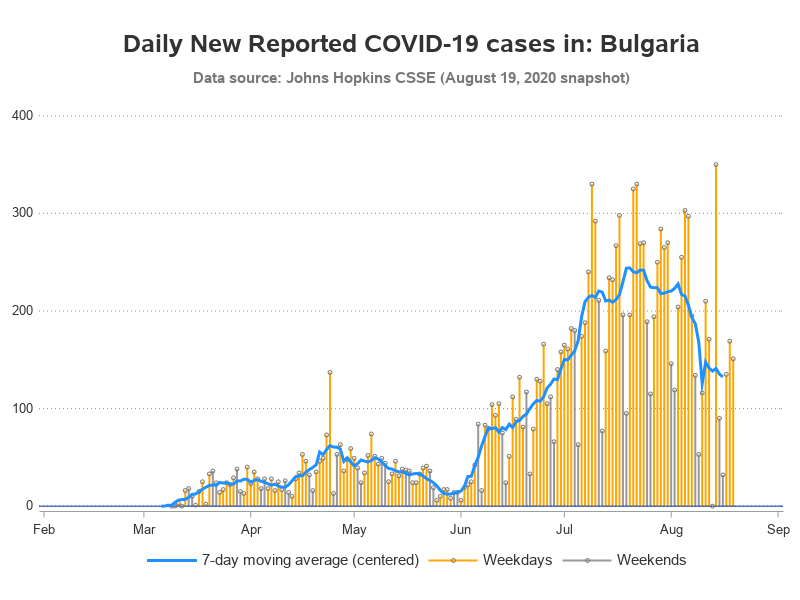 Daily New Reported COVID-19 cases in: Bulgaria
Data source: Johns Hopkins CSSE (August 19, 2020 snapshot)
400
300
200
100
0
Feb Mar Apr May Jun Jul Aug Sep
7-day moving average (centered) Weekdays Weekends